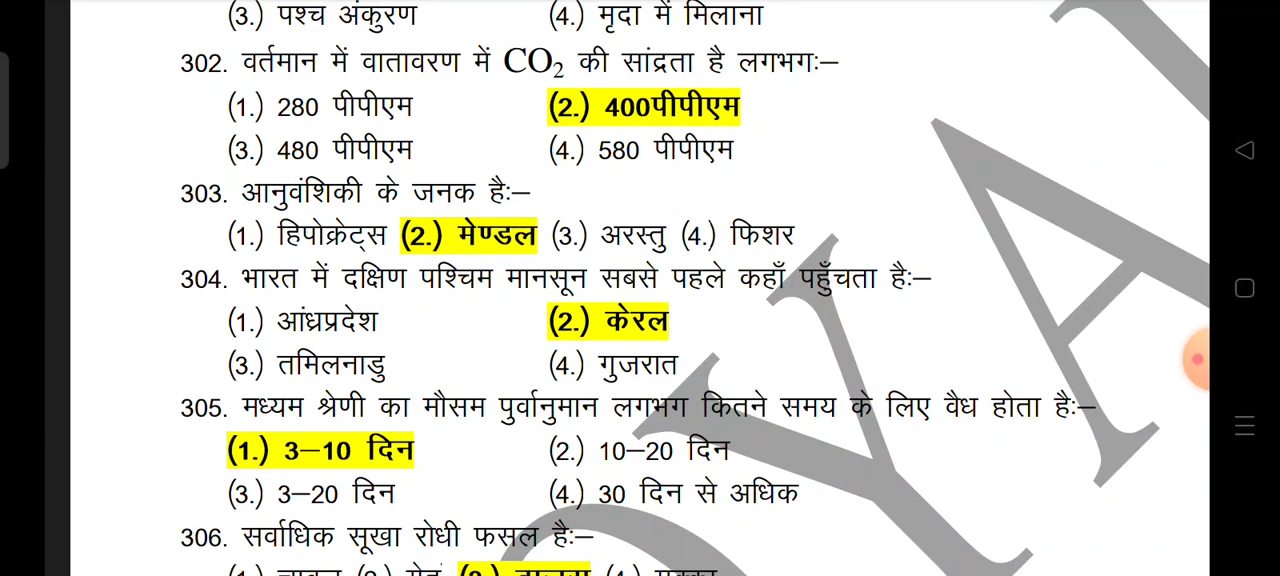 (3.) पश्च अंकुरण (4.) मृदा में मिलाना
302. वर्तमान में वातावरण में CO₂ की सांद्रता है लगभगः–
(1.) 280 पीपीएम (2.) 400पीपीएम
(3.) 480 पीपीएम (4.) 580 पीपीएम
303. आनुवंशिकी के जनक हैः–
(1.) हिपोक्रेट्स (2.) मेण्डल (3.) अरस्तु (4.) फिशर
304. भारत में दक्षिण पश्चिम मानसून सबसे पहले कहाँ पहुँचता हैः–
(1.) आंध्रप्रदेश (2.) केरल
(3.) तमिलनाडु (4.) गुजरात
305. मध्यम श्रेणी का मौसम पुर्वानुमान लगभग कितने समय के लिए वैध होता हैः–
(1.) 3–10 दिन (2.) 10–20 दिन
(3.) 3–20 दिन (4.) 30 दिन से अधिक
306. सर्वाधिक सूखा रोधी फसल हैः–